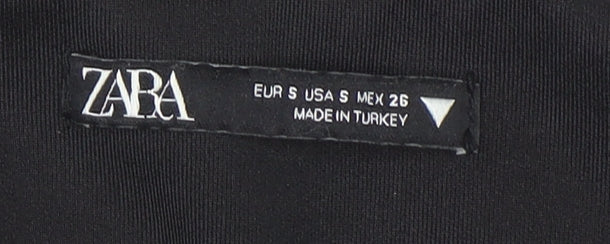 ZARA
EUR S USA S MEX 26
MADE IN TURKEY